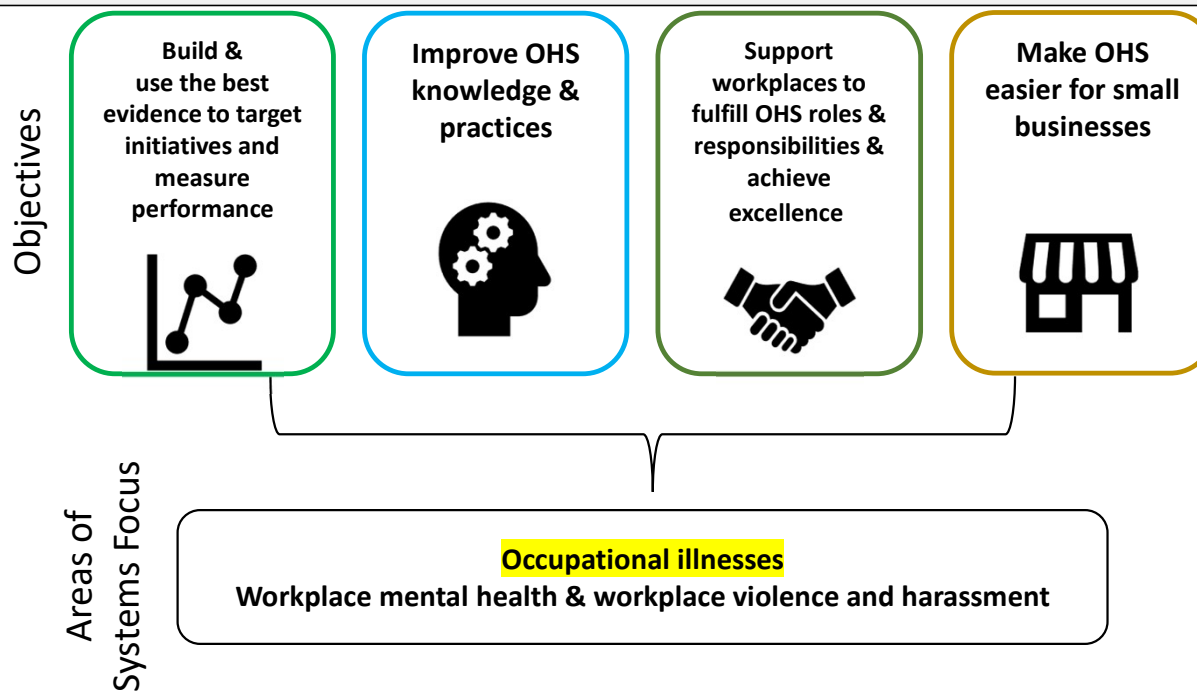 Objectives
Build &
use the best
evidence to target
initiatives and
measure
performance
Improve OHS
knowledge &
practices
Support
workplaces to
fulfill OHS roles &
responsibilities &
achieve
excellence
Make OHS
easier for small
businesses
Areas of
Systems Focus
Occupational illnesses
Workplace mental health & workplace violence and harassment